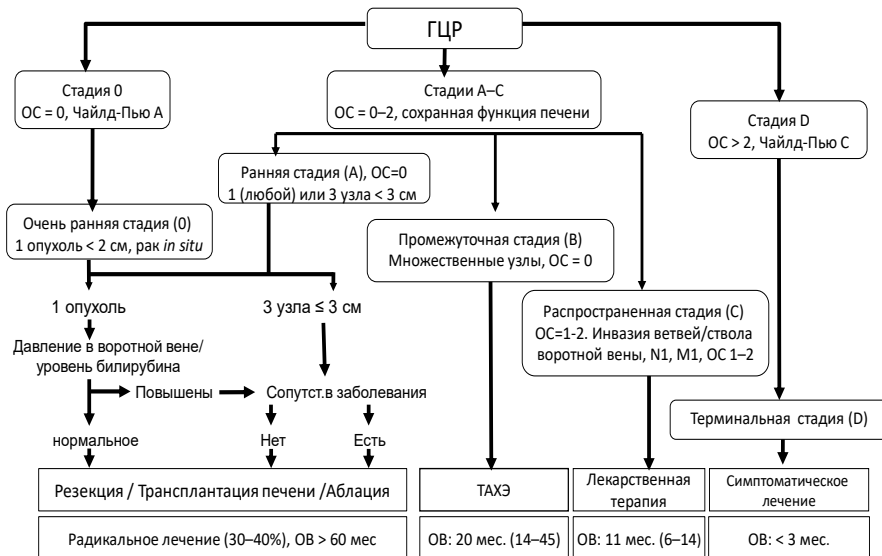 ГЦР
Стадия 0
ОС = 0, Чайлд-Пью А
Стадии А–С
ОС = 0–2, сохранная функция печени
Стадия D
ОС > 2, Чайлд-Пью С
Ранняя стадия (А), ОС=0
1 (любой) или 3 узла < 3 см
Очень ранняя стадия (0)
1 опухоль < 2 см, рак in situ
Промежуточная стадия (В)
Множественные узлы, ОС = 0
Распространенная стадия (С)
ОС=1-2. Инвазия ветвей/ствола
воротной вены, N1, М1, ОС 1–2
1 опухоль
3 узла ≤ 3 см
Давление в воротной вене/
уровень билирубина
Повышены
Сопутст.в заболевания
Терминальная стадия (D)
нормальное
Нет
Есть
Резекция / Трансплантация печени /Аблация
ТАХЭ
Лекарственная
терапия
Симптоматическое
лечение
Радикальное лечение (30–40%), ОВ > 60 мес
ОВ: 20 мес. (14–45)
ОВ: 11 мес. (6–14)
ОВ: < 3 мес.